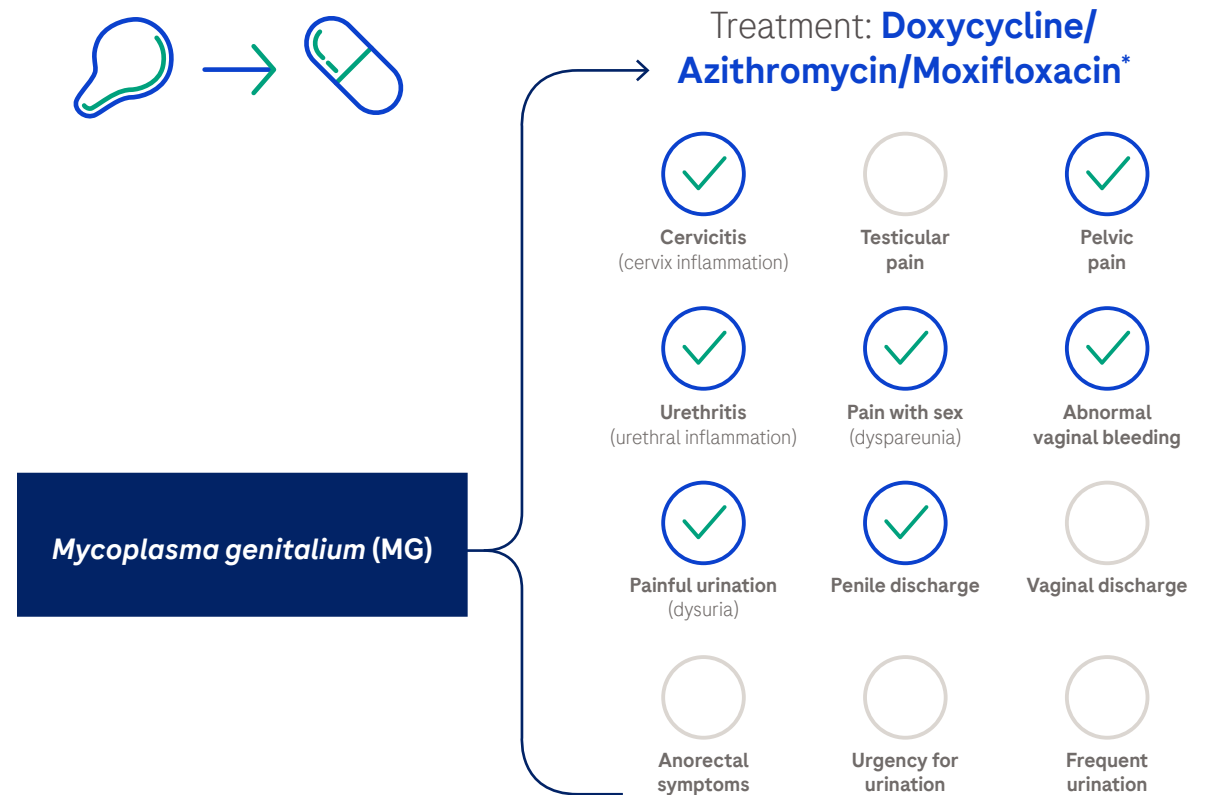 Treatment: Doxycycline/
Azithromycin/Moxifloxacin*
Cervicitis
(cervix inflammation)
Testicular
pain
Pelvic
pain
Urethritis
(urethral inflammation)
Pain with sex
(dyspareunia)
Abnormal
vaginal bleeding
Mycoplasma genitalium (MG)
Painful urination
(dysuria)
Penile discharge
Vaginal discharge
Anorectal
symptoms
Urgency for
urination
Frequent
urination